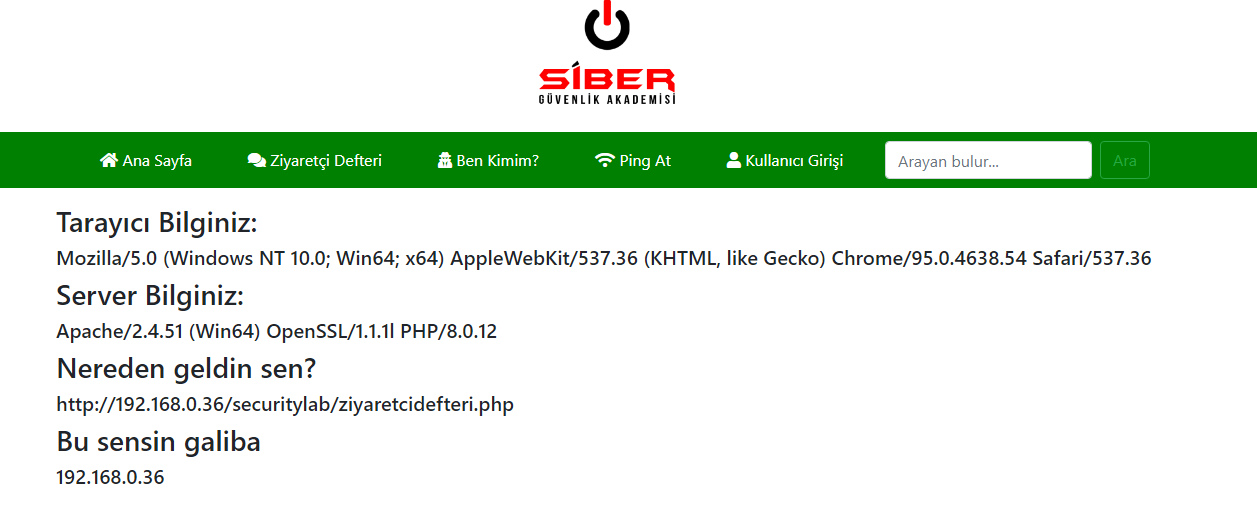 SİBER
GÜVENLİK AKADEMİSİ
Ana Sayfa Ziyaretçi Defteri Ben Kimim? Ping At Kullanıcı Girişi Arayan bulur... Ara
Tarayıcı Bilginiz:
Mozilla/5.0 (Windows NT 10.0; Win64; x64) AppleWebKit/537.36 (KHTML, like Gecko) Chrome/95.0.4638.54 Safari/537.36
Server Bilginiz:
Apache/2.4.51 (Win64) OpenSSL/1.1.1l PHP/8.0.12
Nereden geldin sen?
http://192.168.0.36/securitylab/ziyaretcidefteri.php
Bu sensin galiba
192.168.0.36